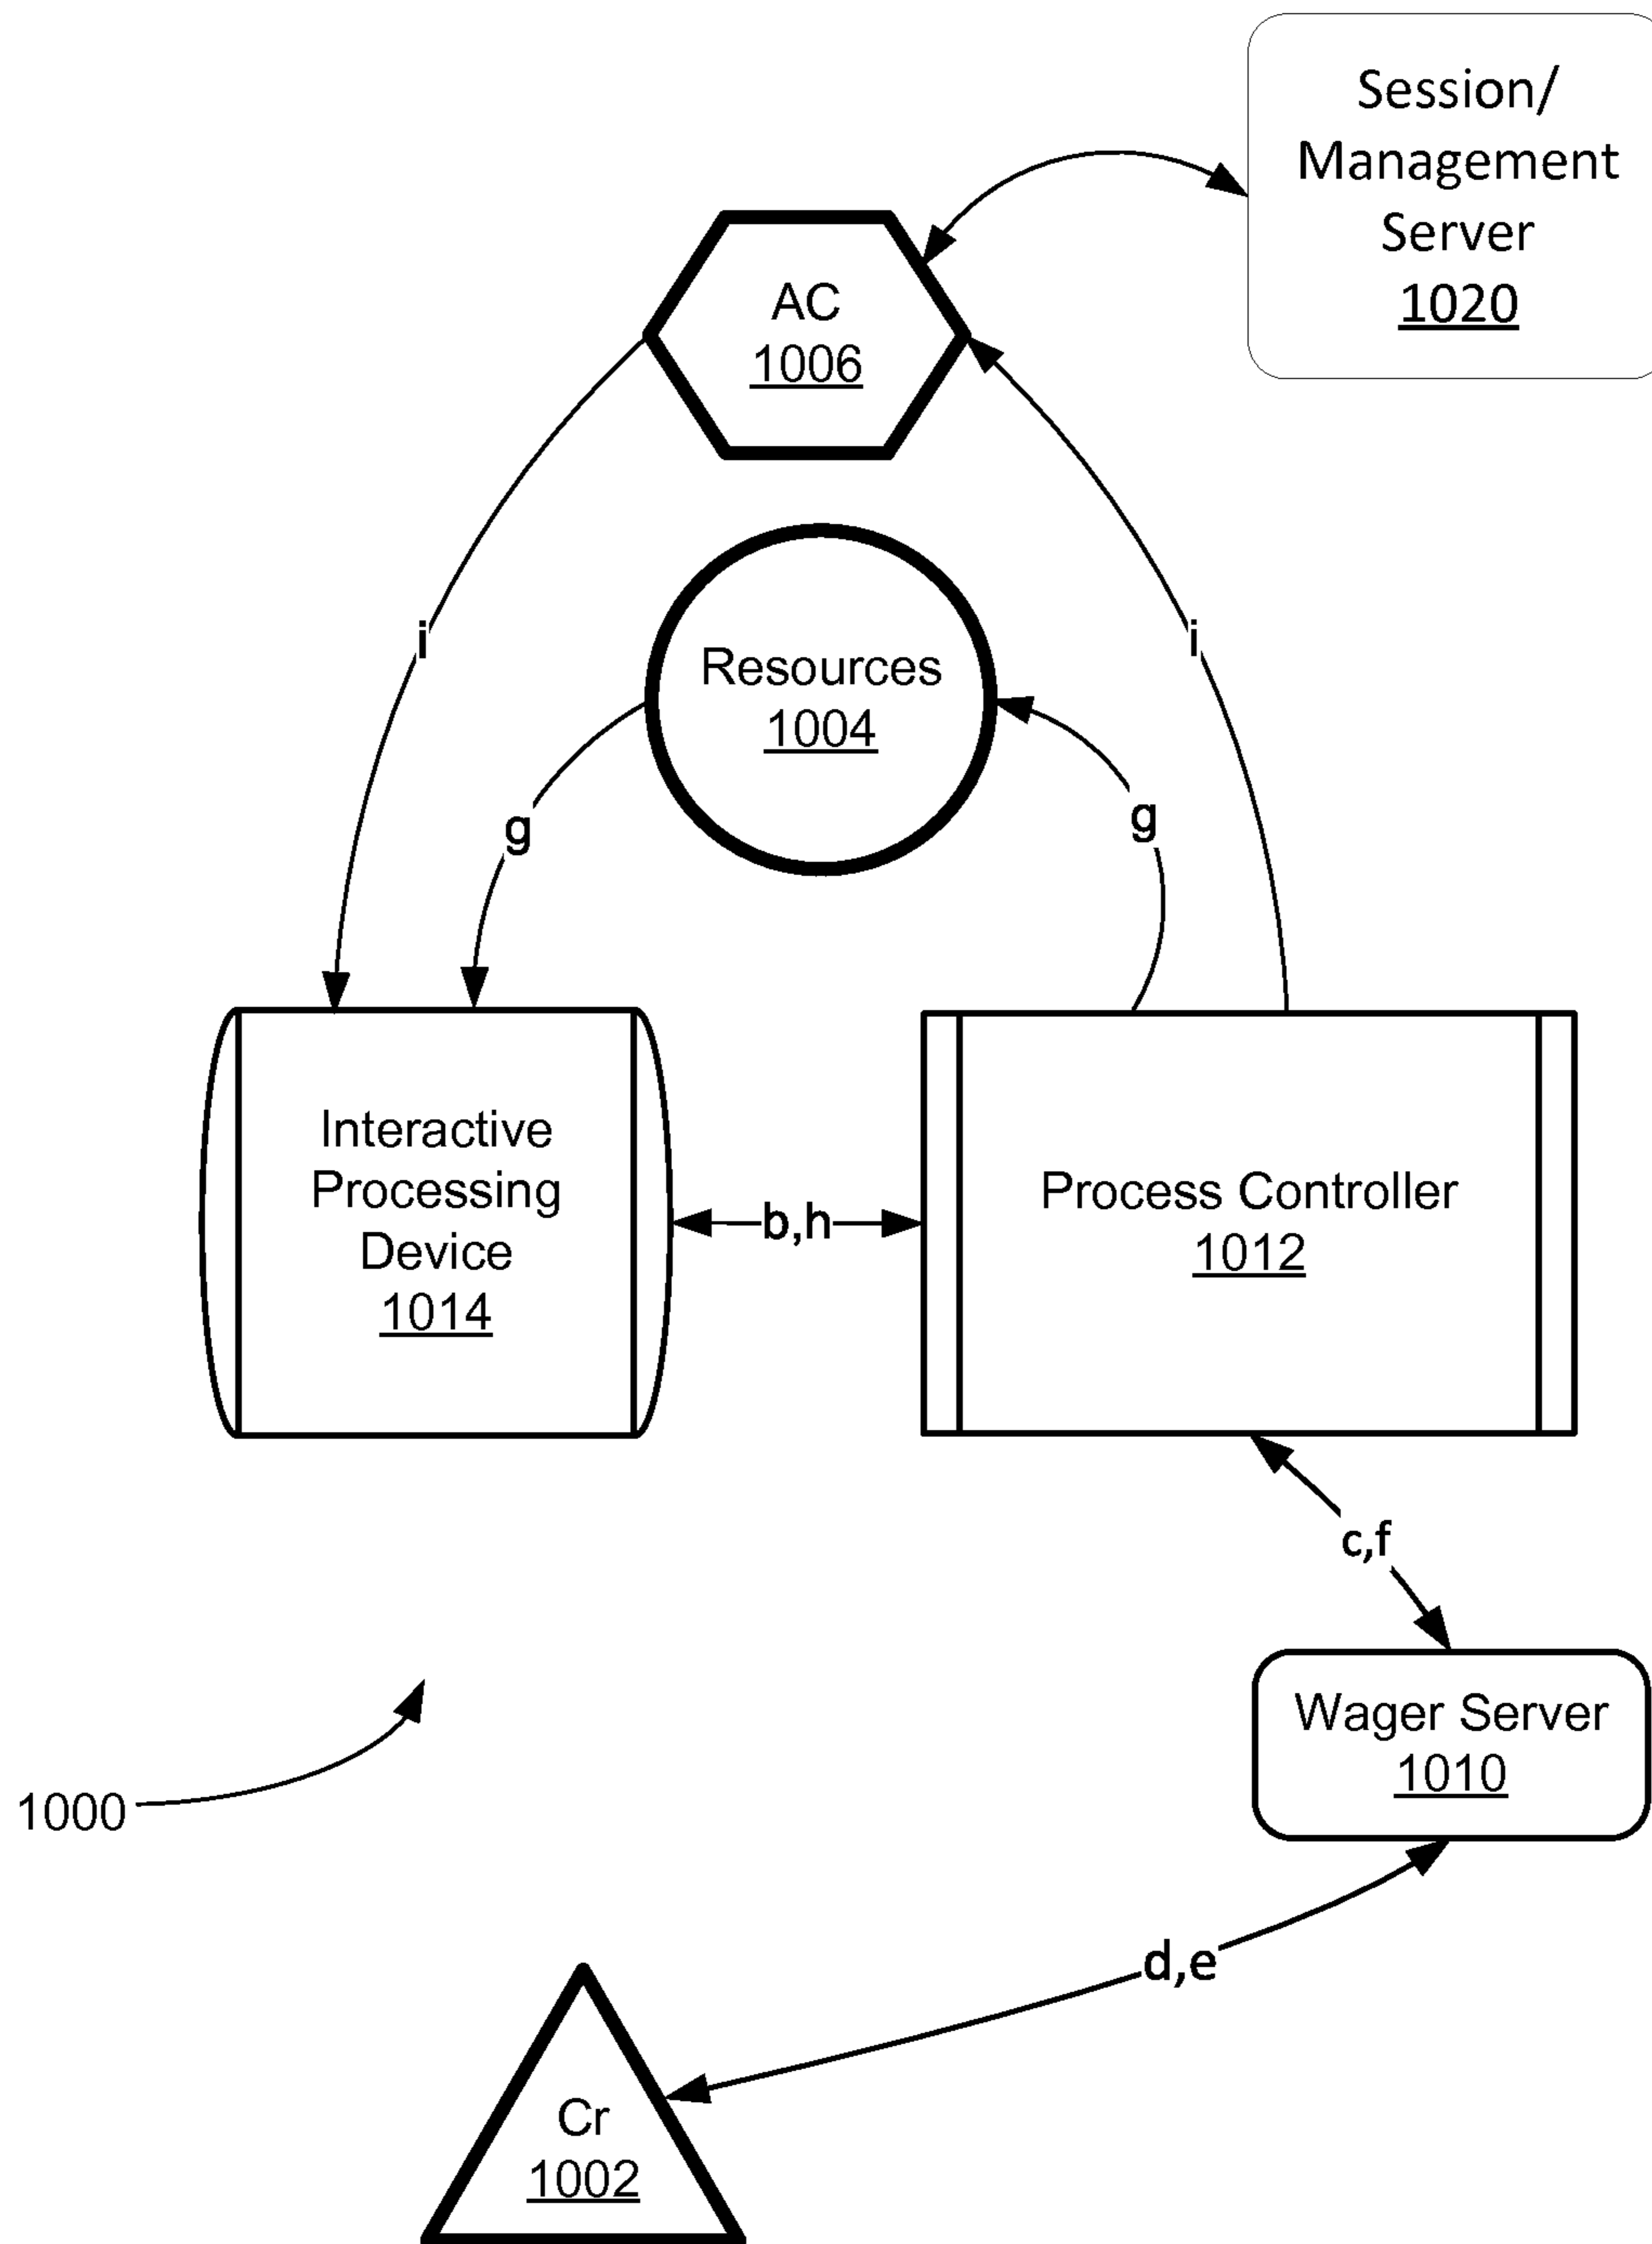 Session/
Management
Server
1020
AC
1006
i
i
Resources
1004
g
g
Interactive
Processing
Device
1014
b,h
Process Controller
1012
c,f
Wager Server
1010
1000
d,e
Cr
1002